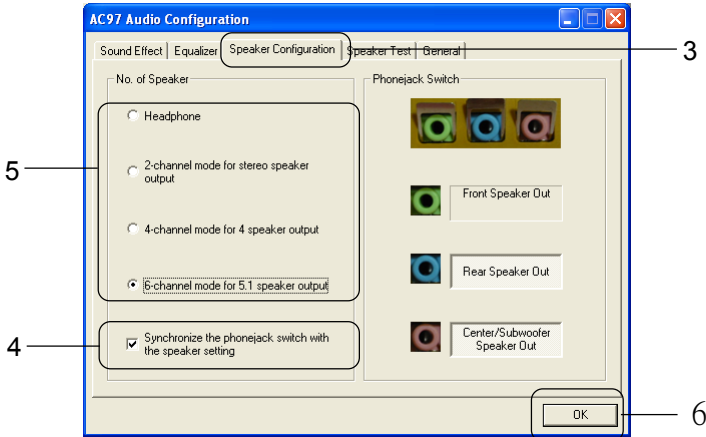 AC97 Audio Configuration
Sound Effect Equalizer Speaker Configuration Speaker Test General
3
No. of Speaker
Headphone
2-channel mode for stereo speaker
output
4-channel mode for 4 speaker output
6-channel mode for 5.1 speaker output
5
Synchronize the phonejack switch with
the speaker setting
4
Phonejack Switch
Front Speaker Out
Rear Speaker Out
Center/Subwoofer
Speaker Out
OK
6